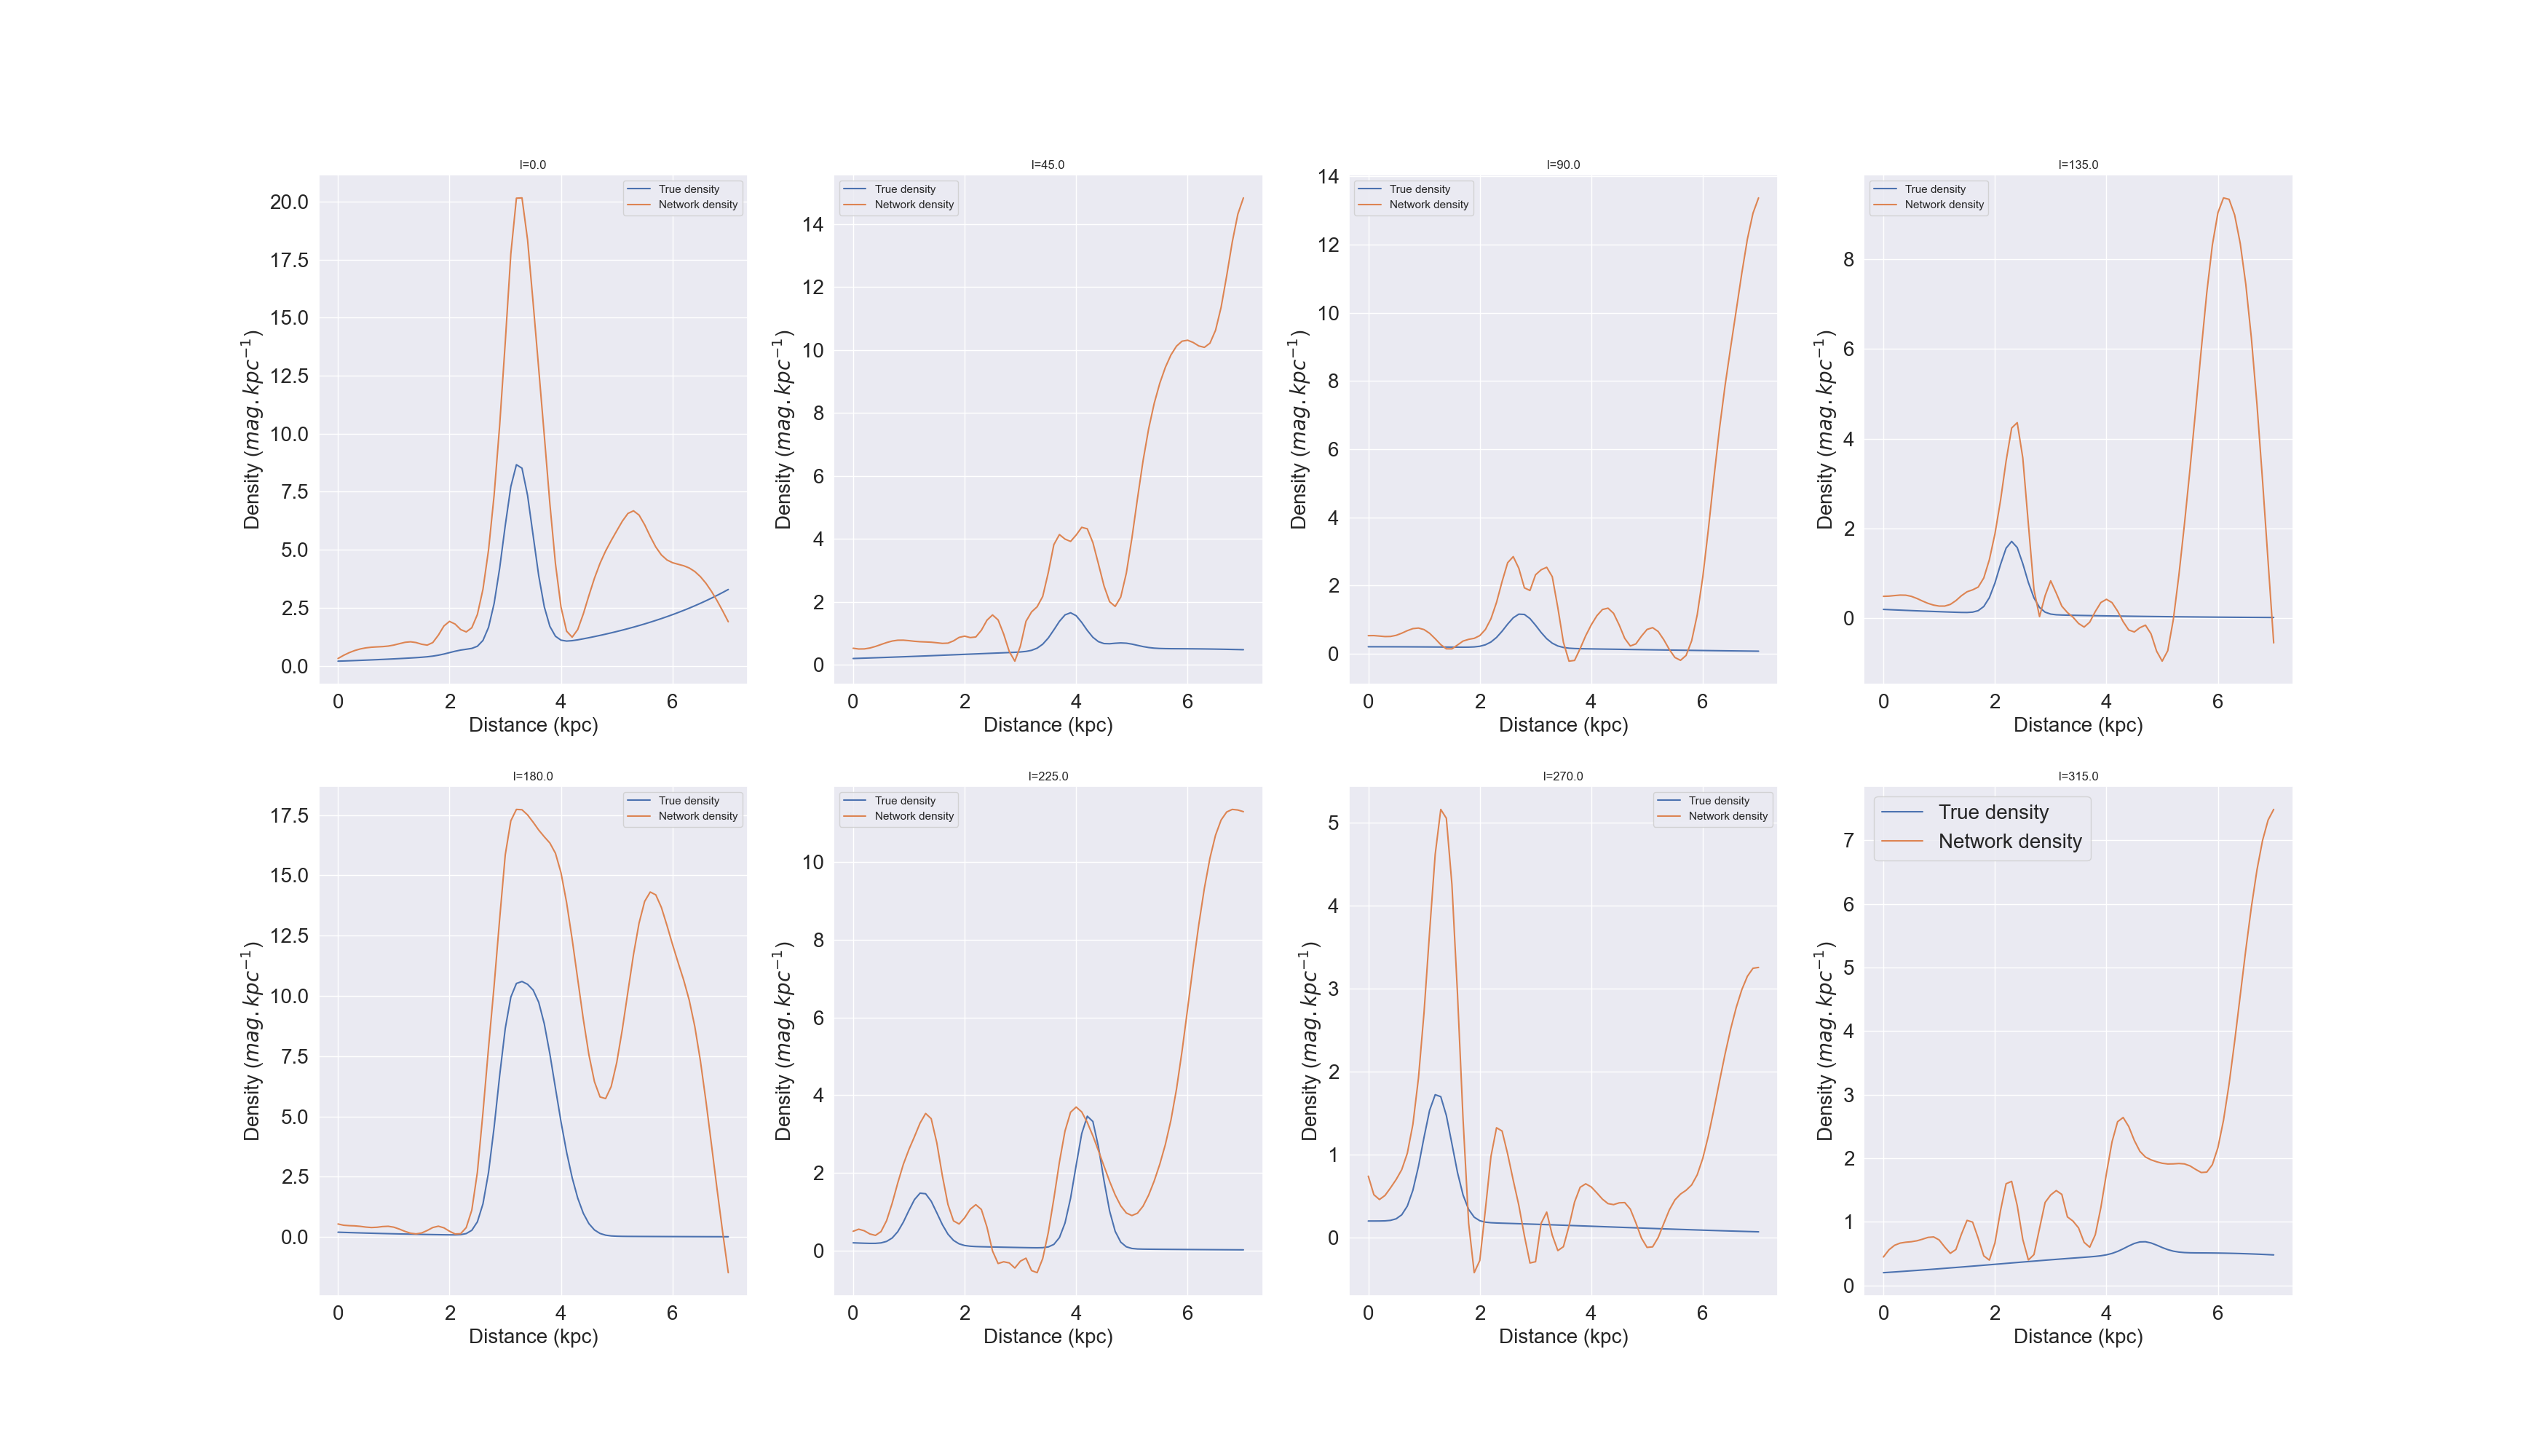 l=0.0
True density
Network density
20.0
17.5
15.0
12.5
10.0
7.5
5.0
2.5
0.0
Density (mag.kpc⁻¹)
0 2 4 6
Distance (kpc)
l=45.0
True density
Network density
14
12
10
8
6
4
2
0
Density (mag.kpc⁻¹)
0 2 4 6
Distance (kpc)
l=90.0
True density
Network density
14
12
10
8
6
4
2
0
Density (mag.kpc⁻¹)
0 2 4 6
Distance (kpc)
l=135.0
True density
Network density
8
6
4
2
0
Density (mag.kpc⁻¹)
0 2 4 6
Distance (kpc)
l=180.0
True density
Network density
17.5
15.0
12.5
10.0
7.5
5.0
2.5
0.0
Density (mag.kpc⁻¹)
0 2 4 6
Distance (kpc)
l=225.0
True density
Network density
10
8
6
4
2
0
Density (mag.kpc⁻¹)
0 2 4 6
Distance (kpc)
l=270.0
True density
Network density
5
4
3
2
1
0
Density (mag.kpc⁻¹)
0 2 4 6
Distance (kpc)
l=315.0
True density
Network density
7
6
5
4
3
2
1
0
Density (mag.kpc⁻¹)
0 2 4 6
Distance (kpc)